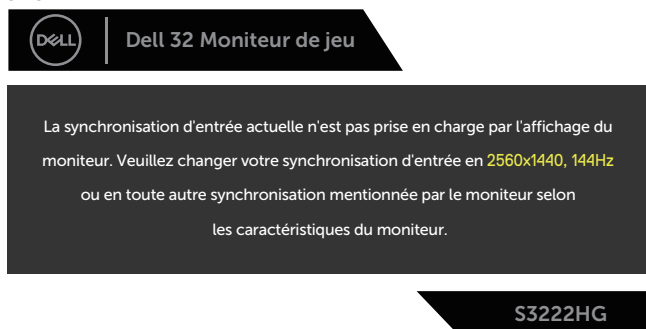 DELL
Dell 32 Moniteur de jeu
La synchronisation d'entrée actuelle n'est pas prise en charge par l'affichage du
moniteur. Veuillez changer votre synchronisation d'entrée en 2560x1440, 144Hz
ou en toute autre synchronisation mentionnée par le moniteur selon
les caractéristiques du moniteur.
S3222HG